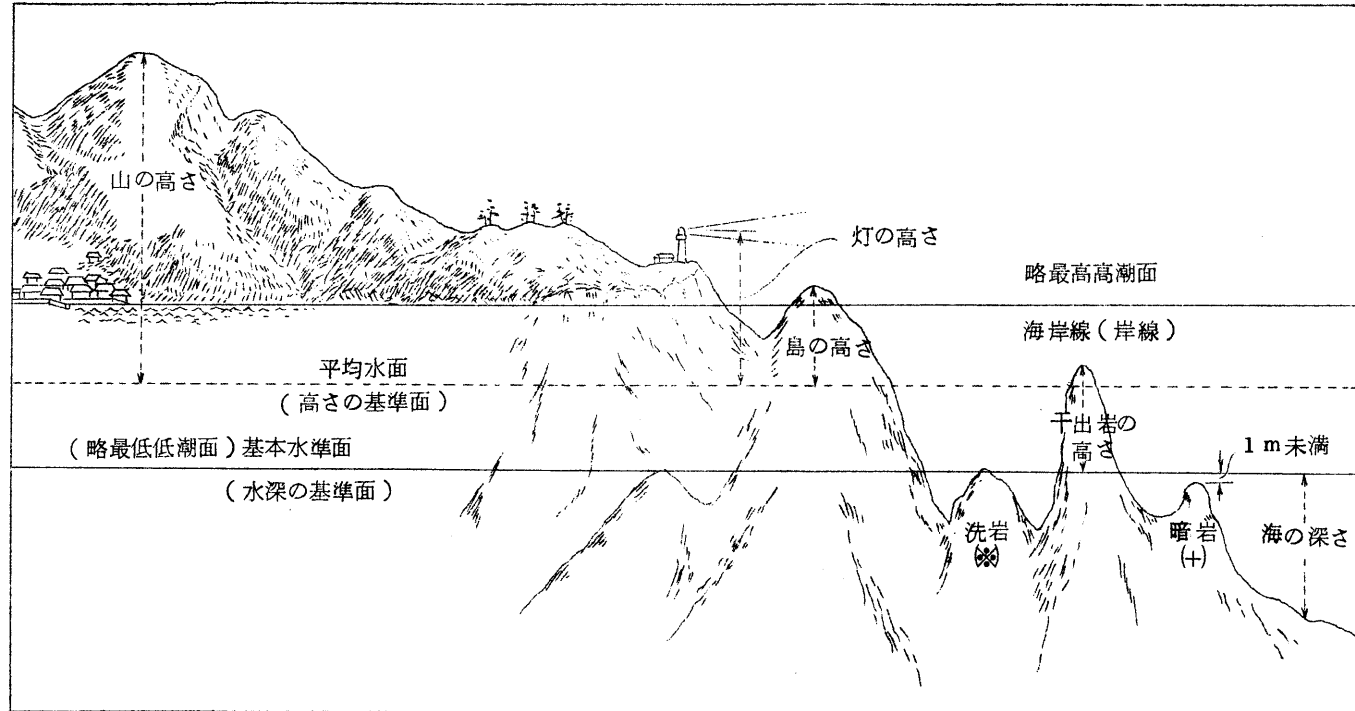 山の高さ
灯の高さ
略最高高潮面
海岸線(岸線)
島の高さ
平均水面
(高さの基準面)
干出岩の
高さ
1m未満
(略最低低潮面)基本水準面
(水深の基準面)
洗岩
暗岩
(+)
海の深さ